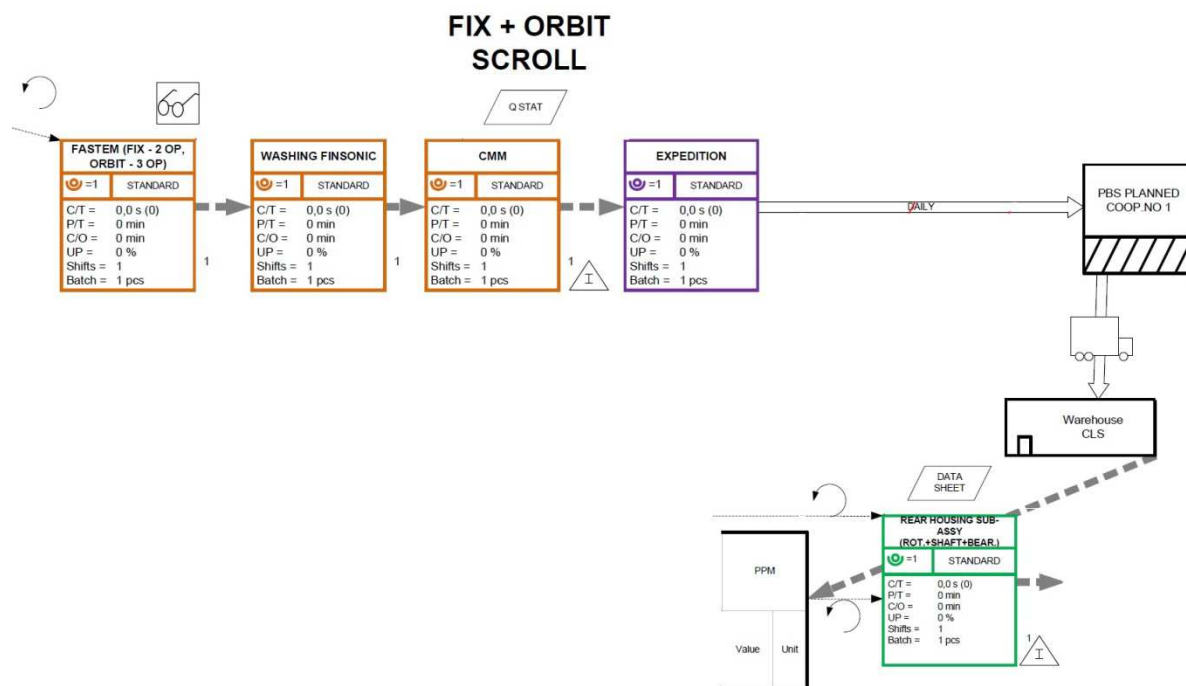 FIX + ORBIT
SCROLL
Q STAT
FASTEM (FIX - 2 OP,
ORBIT - 3 OP)
=1 STANDARD
C/T = 0,0 s (0)
P/T = 0 min
C/O = 0 min
UP = 0 %
Shifts = 1
Batch = 1 pcs
1
WASHING FINSONIC
=1 STANDARD
C/T = 0,0 s (0)
P/T = 0 min
C/O = 0 min
UP = 0 %
Shifts = 1
Batch = 1 pcs
1
CMM
=1 STANDARD
C/T = 0,0 s (0)
P/T = 0 min
C/O = 0 min
UP = 0 %
Shifts = 1
Batch = 1 pcs
1
I
EXPEDITION
=1 STANDARD
C/T = 0,0 s (0)
P/T = 0 min
C/O = 0 min
UP = 0 %
Shifts = 1
Batch = 1 pcs
DAILY
PBS PLANNED
COOP.NO 1
Warehouse
CLS
DATA
SHEET
REAR HOUSING SUB-
ASSY
(ROT.+SHAFT+BEAR.)
=1 STANDARD
C/T = 0,0 s (0)
P/T = 0 min
C/O = 0 min
UP = 0 %
Shifts = 1
Batch = 1 pcs
1
I
PPM
Value Unit